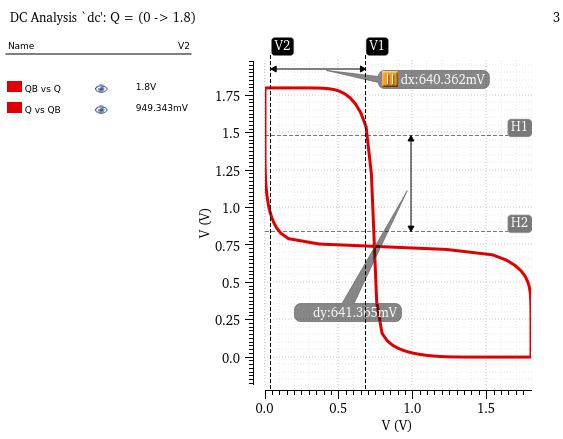 DC Analysis `dc': Q = (0 -> 1.8)
3
Name V2
QB vs Q 1.8V
Q vs QB 949.343mV
V2 V1
dx:640.362mV
H1
H2
dy:641.365mV
V (V)
1.75
1.5
1.25
1.0
0.75
0.5
0.25
0.0
0.0 0.5 1.0 1.5
V (V)